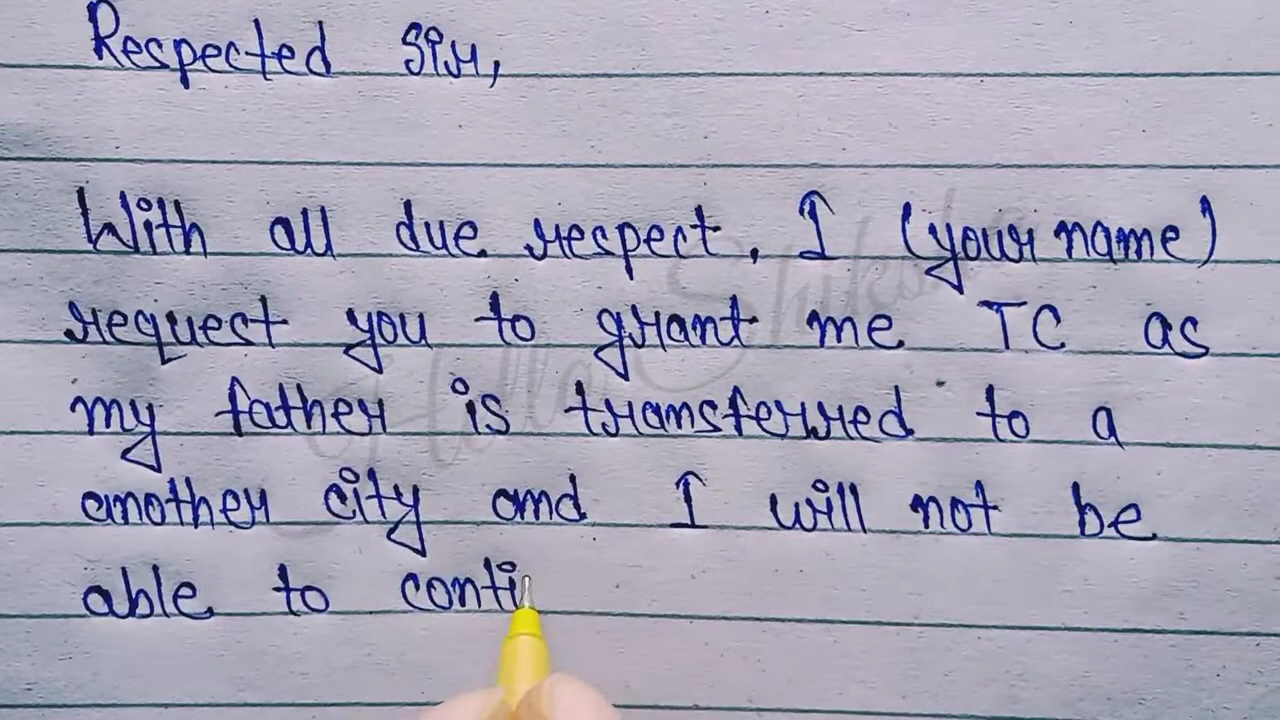 Respected Sir,
With all due respect, I (your name)
request you to grant me TC as
my father is transferred to a
another city and I will not be
able to conti